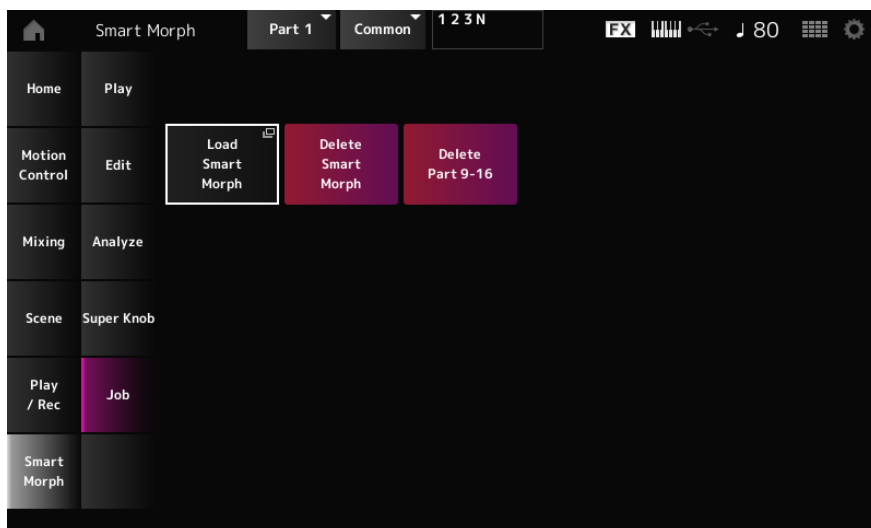 Smart Morph
Part 1
Common
1 2 3 N
FX
80
Home
Play
Motion
Control
Edit
Load
Smart
Morph
Delete
Smart
Morph
Delete
Part 9-16
Mixing
Analyze
Scene
Super Knob
Play
/ Rec
Job
Smart
Morph